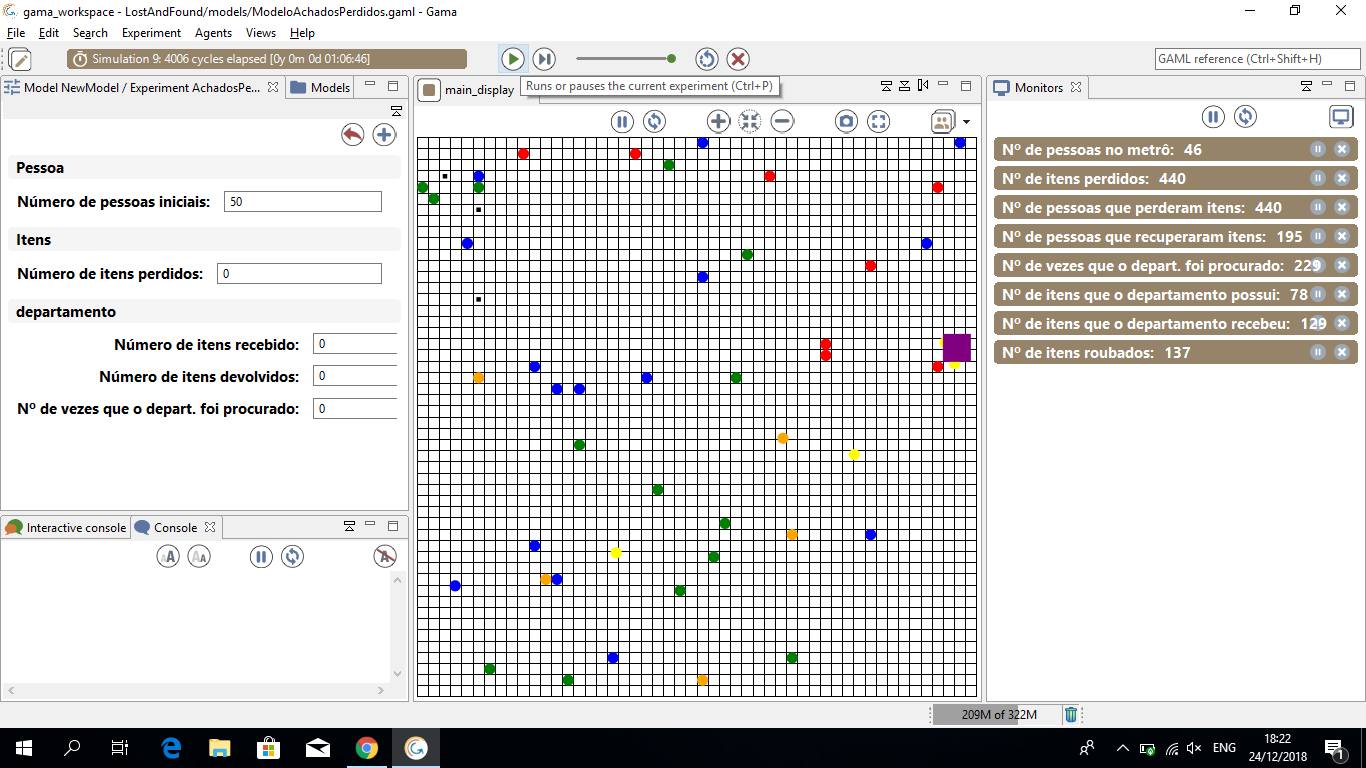 gama_workspace - LostAndFound/models/ModeloAchadosPerdidos.gaml - Gama
File Edit Search Experiment Agents Views Help
Simulation 9: 4006 cycles elapsed [0y 0m 0d 01:06:46]
GAML reference (Ctrl+Shift+H)
Model NewModel / Experiment AchadosPe...
Models
main_display
Runs or pauses the current experiment (Ctrl+P)
Monitors
Pessoa
Número de pessoas iniciais: 50
Itens
Número de itens perdidos: 0
departamento
Número de itens recebido: 0
Número de itens devolvidos: 0
Nº de vezes que o depart. foi procurado: 0
Nº de pessoas no metrô: 46
Nº de itens perdidos: 440
Nº de pessoas que perderam itens: 440
Nº de pessoas que recuperaram itens: 195
Nº de vezes que o depart. foi procurado: 229
Nº de itens que o departamento possui: 78
Nº de itens que o departamento recebeu: 129
Nº de itens roubados: 137
Interactive console
Console
AA
AA
A
209M of 322M
ENG
18:22
24/12/2018
1